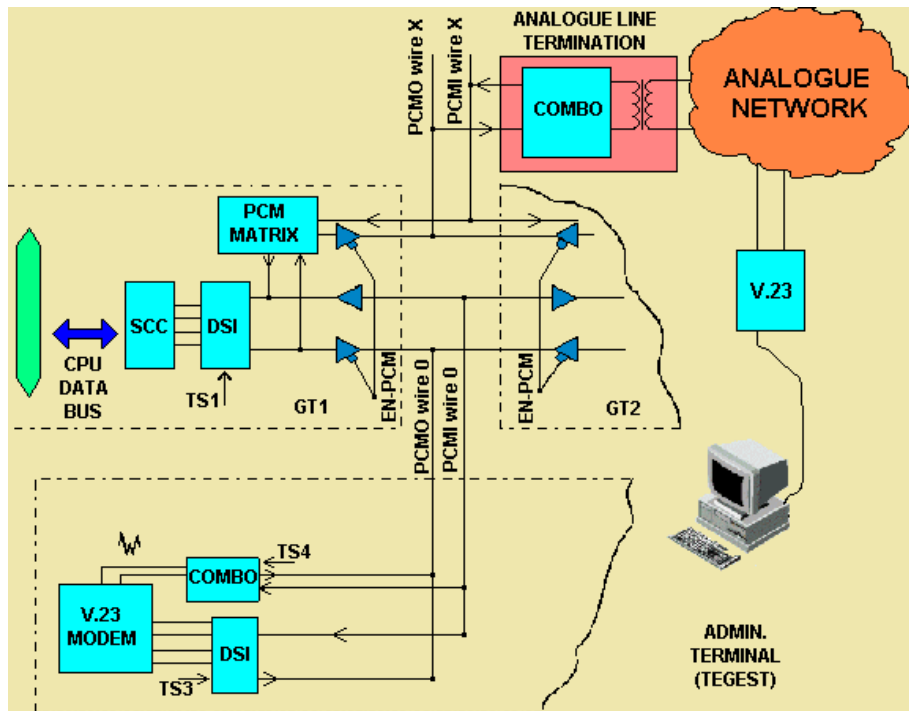 PCMO wire X
PCMI wire X
ANALOGUE LINE
TERMINATION
COMBO
ANALOGUE
NETWORK
PCM
MATRIX
SCC
DSI
CPU
DATA
BUS
TS1
GT1
EN-PCM
PCMO wire 0
PCMI wire 0
EN-PCM
GT2
V.23
TS4
COMBO
V.23
MODEM
DSI
TS3
ADMIN.
TERMINAL
(TEGEST)